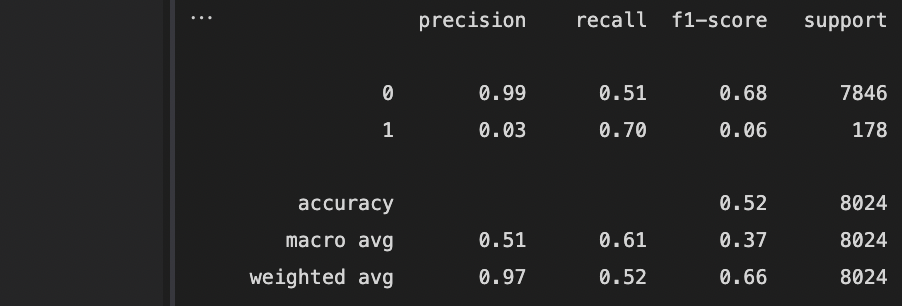 ...
precision recall f1-score support
0 0.99 0.51 0.68 7846
1 0.03 0.70 0.06 178
accuracy 0.52 8024
macro avg 0.51 0.61 0.37 8024
weighted avg 0.97 0.52 0.66 8024